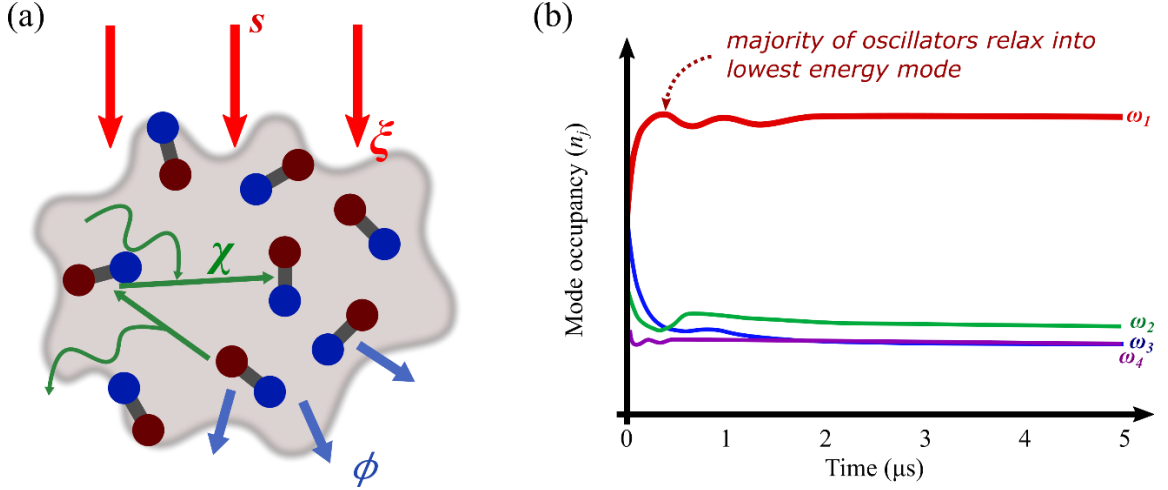 (a)
s
ξ
χ
ϕ
(b)
majority of oscillators relax into
lowest energy mode
Mode occupancy (nⱼ)
ω₁
ω₂
ω₃
ω₄
0 1 2 3 4 5
Time (μs)